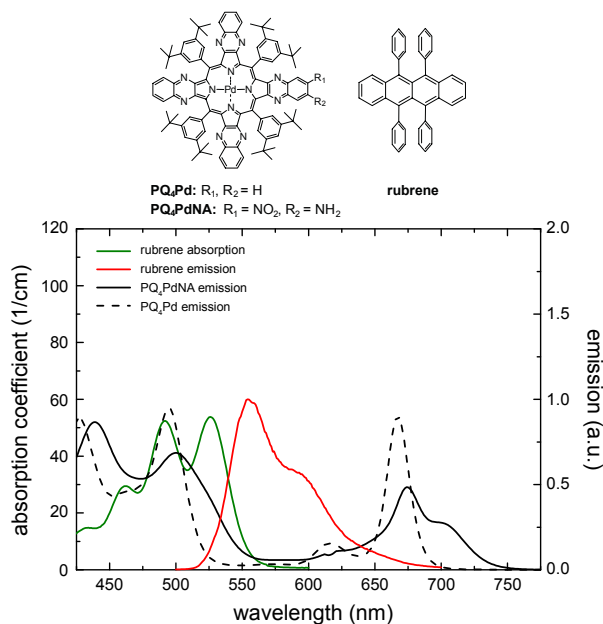 N
N
N
N
N
N
N
N
N
N
N
N
Pd
R1
R2
PQ4Pd: R1, R2 = H
PQ4PdNA: R1 = NO2, R2 = NH2
rubrene
rubrene absorption
rubrene emission
PQ4PdNA emission
PQ4Pd emission
absorption coefficient (1/cm)
120
100
80
60
40
20
0
emission (a.u.)
2.0
1.5
1.0
0.5
0.0
450 500 550 600 650 700 750
wavelength (nm)